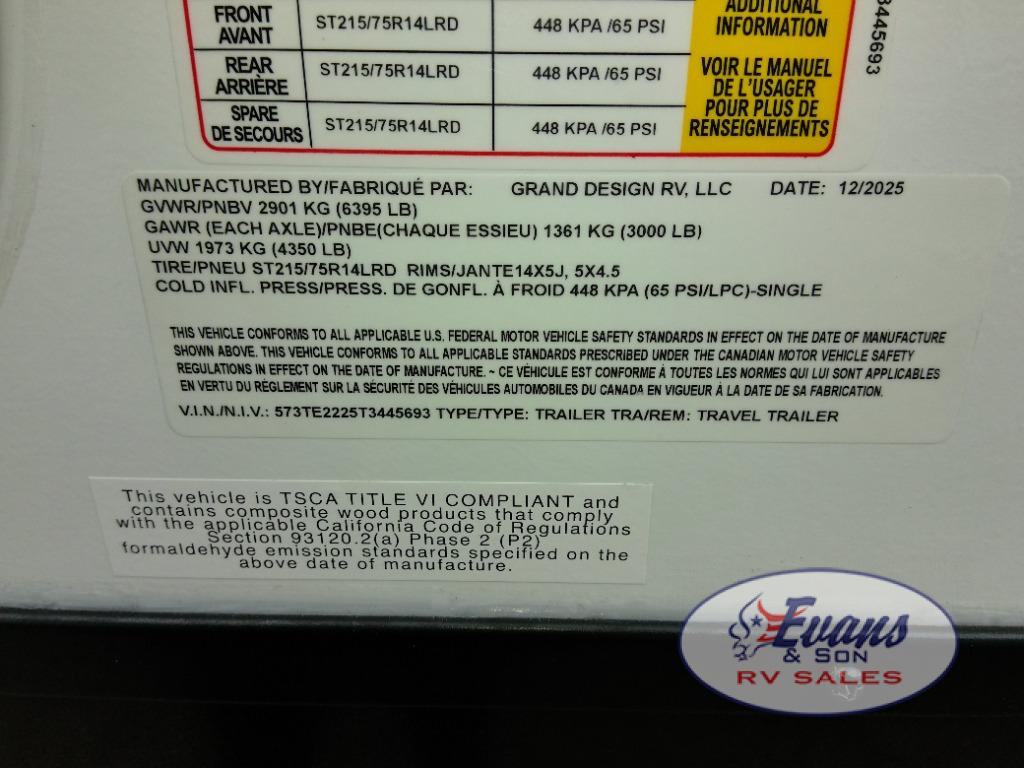 ADDITIONAL
INFORMATION
FRONT
AVANT
ST215/75R14LRD
448 KPA /65 PSI
REAR
ARRIÈRE
ST215/75R14LRD
448 KPA /65 PSI
VOIR LE MANUEL
DE L'USAGER
POUR PLUS DE
RENSEIGNEMENTS
SPARE
DE SECOURS
ST215/75R14LRD
448 KPA /65 PSI
445693
MANUFACTURED BY/FABRIQUÉ PAR: GRAND DESIGN RV, LLC DATE: 12/2025
GVWR/PNBV 2901 KG (6395 LB)
GAWR (EACH AXLE)/PNBE(CHAQUE ESSIEU) 1361 KG (3000 LB)
UVW 1973 KG (4350 LB)
TIRE/PNEU ST215/75R14LRD RIMS/JANTE14X5J, 5X4.5
COLD INFL. PRESS/PRESS. DE GONFL. À FROID 448 KPA (65 PSI/LPC)-SINGLE
THIS VEHICLE CONFORMS TO ALL APPLICABLE U.S. FEDERAL MOTOR VEHICLE SAFETY STANDARDS IN EFFECT ON THE DATE OF MANUFACTURE
SHOWN ABOVE. THIS VEHICLE CONFORMS TO ALL APPLICABLE STANDARDS PRESCRIBED UNDER THE CANADIAN MOTOR VEHICLE SAFETY
REGULATIONS IN EFFECT ON THE DATE OF MANUFACTURE. ~ CE VÉHICULE EST CONFORME À TOUTES LES NORMES QUI LUI SONT APPLICABLES
EN VERTU DU RÈGLEMENT SUR LA SÉCURITÉ DES VÉHICULES AUTOMOBILES DU CANADA EN VIGUEUR À LA DATE DE SA FABRICATION.
V.I.N./N.I.V.: 573TE2225T3445693 TYPE/TYPE: TRAILER TRA/REM: TRAVEL TRAILER
This vehicle is TSCA TITLE VI COMPLIANT and
contains composite wood products that comply
with the applicable California Code of Regulations
Section 93120.2(a) Phase 2 (P2)
formaldehyde emission standards specified on the
above date of manufacture.
Evans
& SON
RV SALES